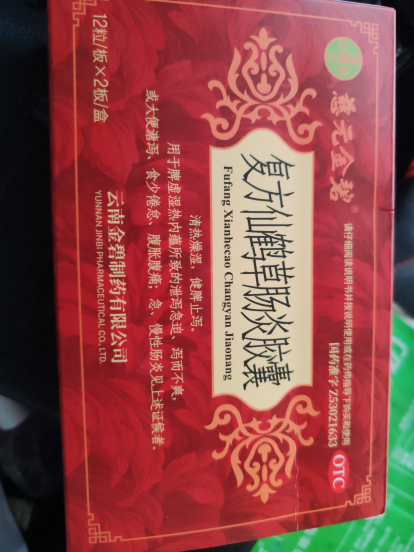 慈元金碧®
请仔细阅读说明书并按说明使用或在药师指导下购买和使用
国药准字Z53021633
OTC
复方仙鹤草肠炎胶囊
Fufang Xianhecao Changyan Jiaonang
清热燥湿，健脾止泻。
用于脾虚湿热内蕴所致的泄泻急迫、泻而不爽，
或大便溏泻、食少倦怠、腹胀腹痛；急、慢性肠炎见上述证候者。
云南金碧制药有限公司
YUNNAN JINBI PHARMACEUTICAL CO., LTD.
12粒/板×2板/盒